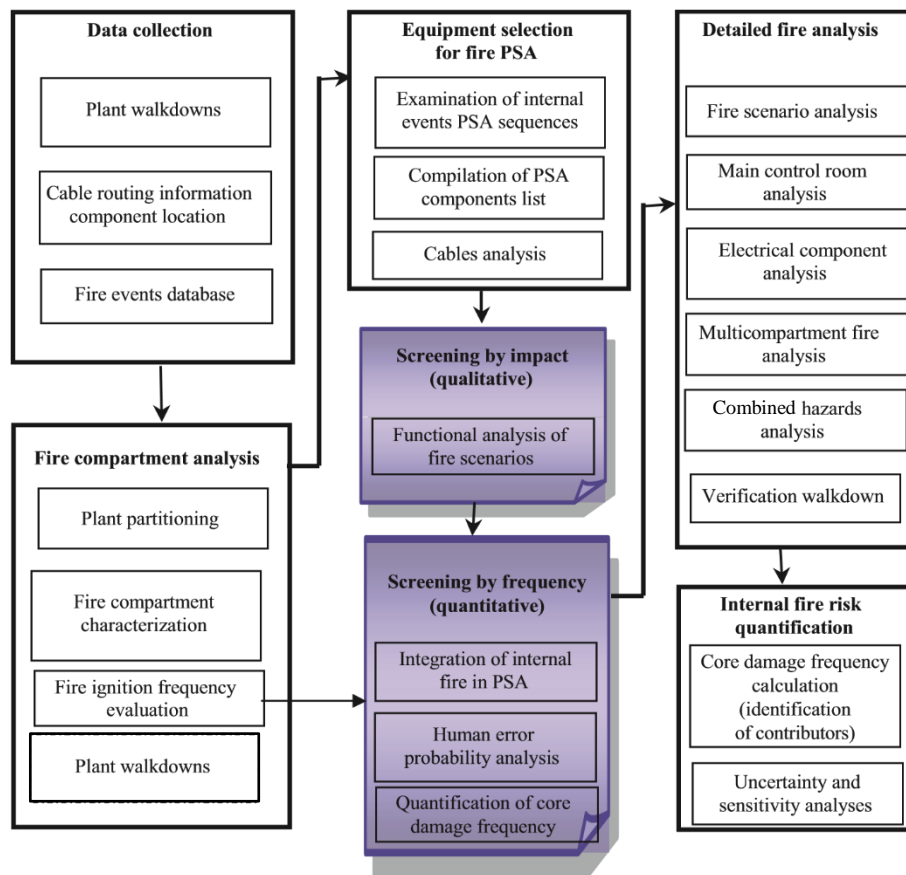 Data collection
Plant walkdowns
Cable routing information
component location
Fire events database
Fire compartment analysis
Plant partitioning
Fire compartment
characterization
Fire ignition frequency
evaluation
Plant walkdowns
Equipment selection
for fire PSA
Examination of internal
events PSA sequences
Compilation of PSA
components list
Cables analysis
Screening by impact
(qualitative)
Functional analysis of
fire scenarios
Screening by frequency
(quantitative)
Integration of internal
fire in PSA
Human error
probability analysis
Quantification of core
damage frequency
Detailed fire analysis
Fire scenario analysis
Main control room
analysis
Electrical component
analysis
Multicompartment fire
analysis
Combined hazards
analysis
Verification walkdown
Internal fire risk
quantification
Core damage frequency
calculation
(identification
of contributors)
Uncertainty and
sensitivity analyses